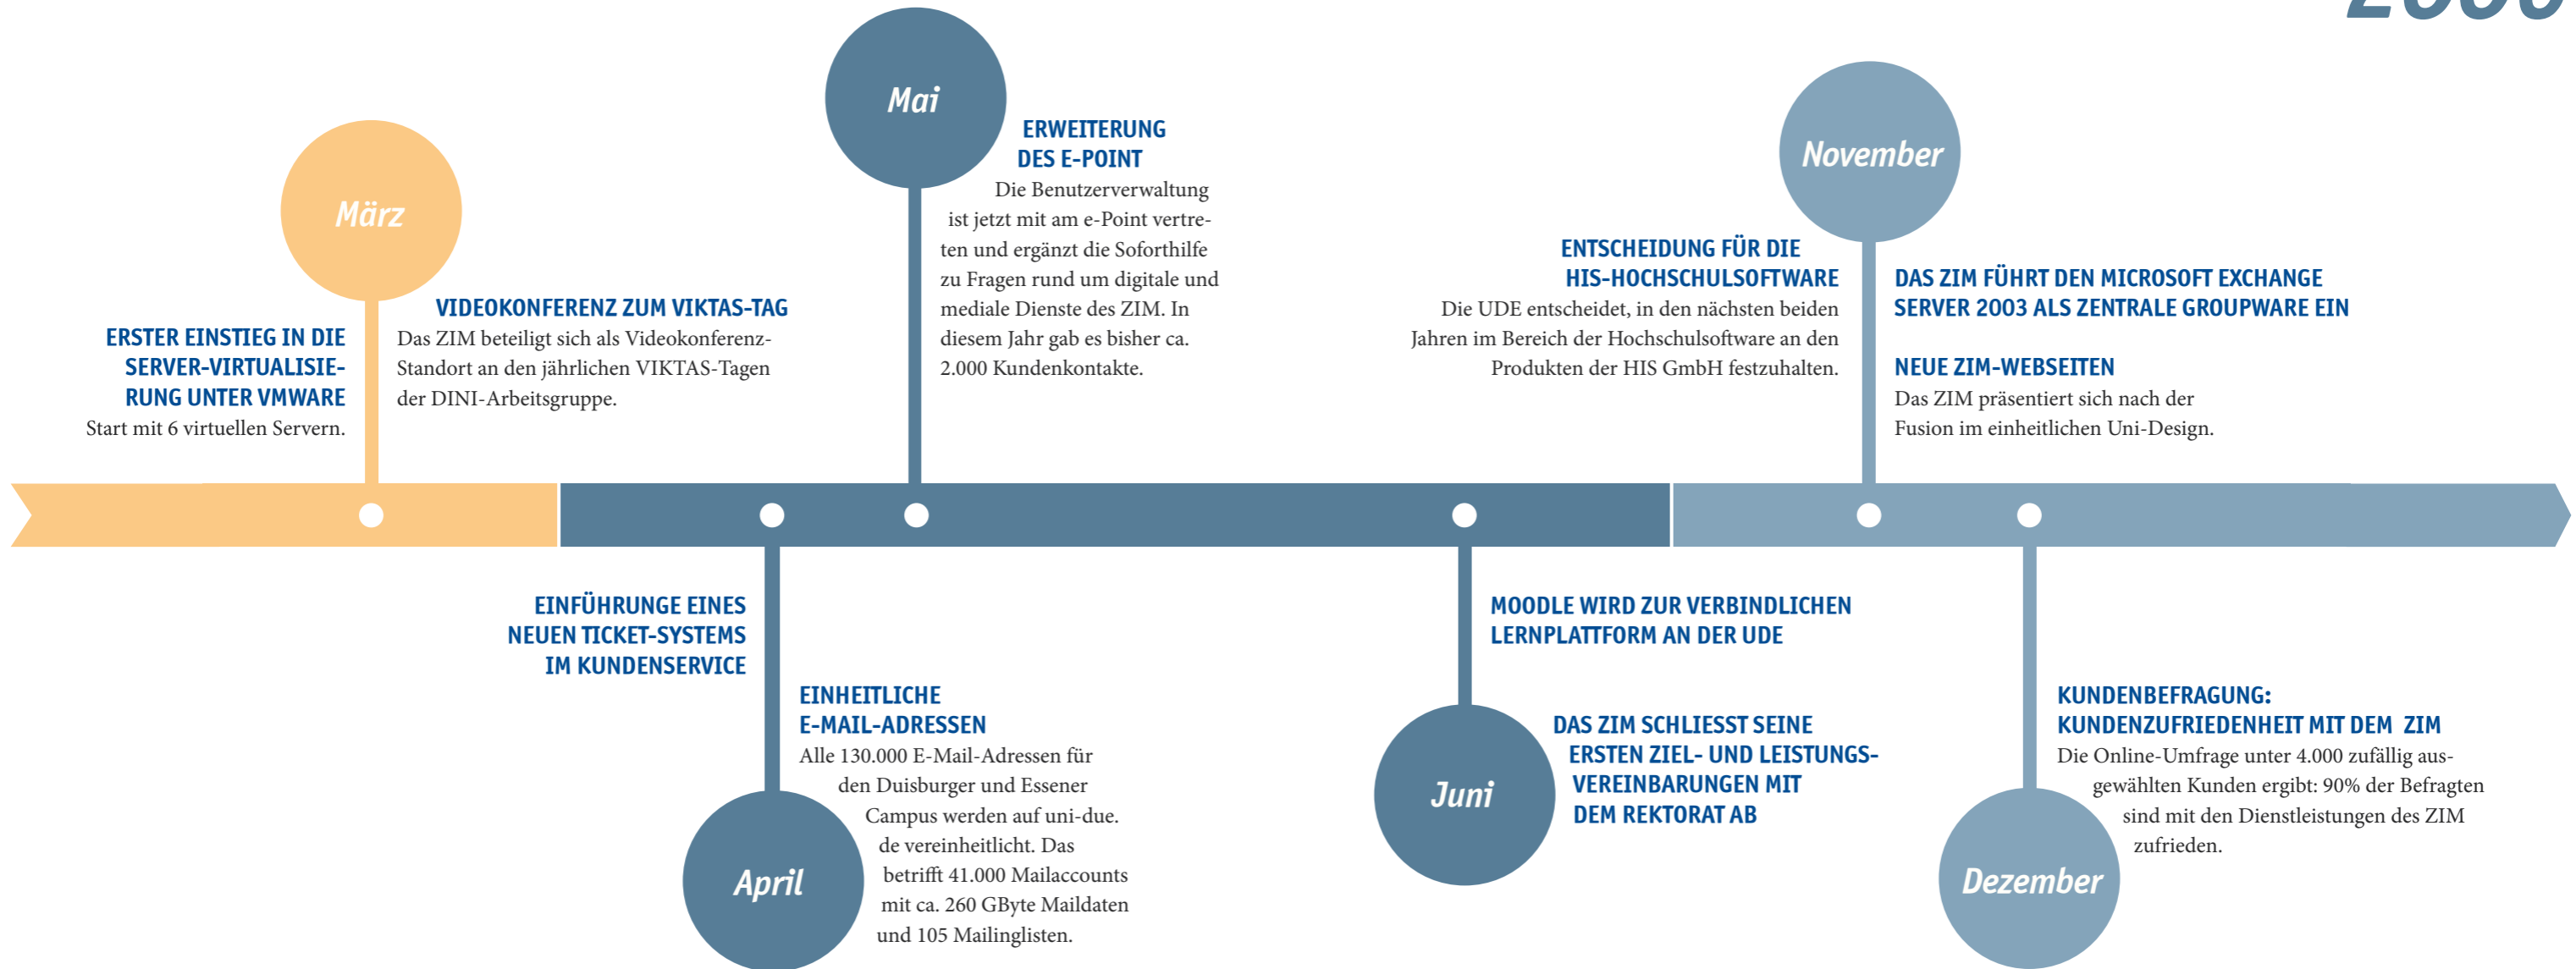 März
ERSTER EINSTIEG IN DIE
SERVER-VIRTUALISIE-
RUNG UNTER VMWARE
Start mit 6 virtuellen Servern.
VIDEOKONFERENZ ZUM VIKTAS-TAG
Das ZIM beteiligt sich als Videokonferenz-
Standort an den jährlichen VIKTAS-Tagen
der DINI-Arbeitsgruppe.
Mai
ERWEITERUNG
DES E-POINT
Die Benutzerverwaltung
ist jetzt mit am e-Point vertre-
ten und ergänzt die Soforthilfe
zu Fragen rund um digitale und
mediale Dienste des ZIM. In
diesem Jahr gab es bisher ca.
2.000 Kundenkontakte.
November
ENTSCHEIDUNG FÜR DIE
HIS-HOCHSCHULSOFTWARE
Die UDE entscheidet, in den nächsten beiden
Jahren im Bereich der Hochschulsoftware an den
Produkten der HIS GmbH festzuhalten.
DAS ZIM FÜHRT DEN MICROSOFT EXCHANGE
SERVER 2003 ALS ZENTRALE GROUPWARE EIN
NEUE ZIM-WEBSEITEN
Das ZIM präsentiert sich nach der
Fusion im einheitlichen Uni-Design.
EINFÜHRUNGE EINES
NEUEN TICKET-SYSTEMS
IM KUNDENSERVICE
EINHEITLICHE
E-MAIL-ADRESSEN
Alle 130.000 E-Mail-Adressen für
den Duisburger und Essener
Campus werden auf uni-due.
de vereinheitlicht. Das
betrifft 41.000 Mailaccounts
mit ca. 260 GByte Maildaten
und 105 Mailinglisten.
April
MOODLE WIRD ZUR VERBINDLICHEN
LERNPLATTFORM AN DER UDE
DAS ZIM SCHLIESST SEINE
ERSTEN ZIEL- UND LEISTUNGS-
VEREINBARUNGEN MIT
DEM REKTORAT AB
Juni
KUNDENBEFRAGUNG:
KUNDENZUFRIEDENHEIT MIT DEM ZIM
Die Online-Umfrage unter 4.000 zufällig aus-
gewählten Kunden ergibt: 90% der Befragten
sind mit den Dienstleistungen des ZIM
zufrieden.
Dezember